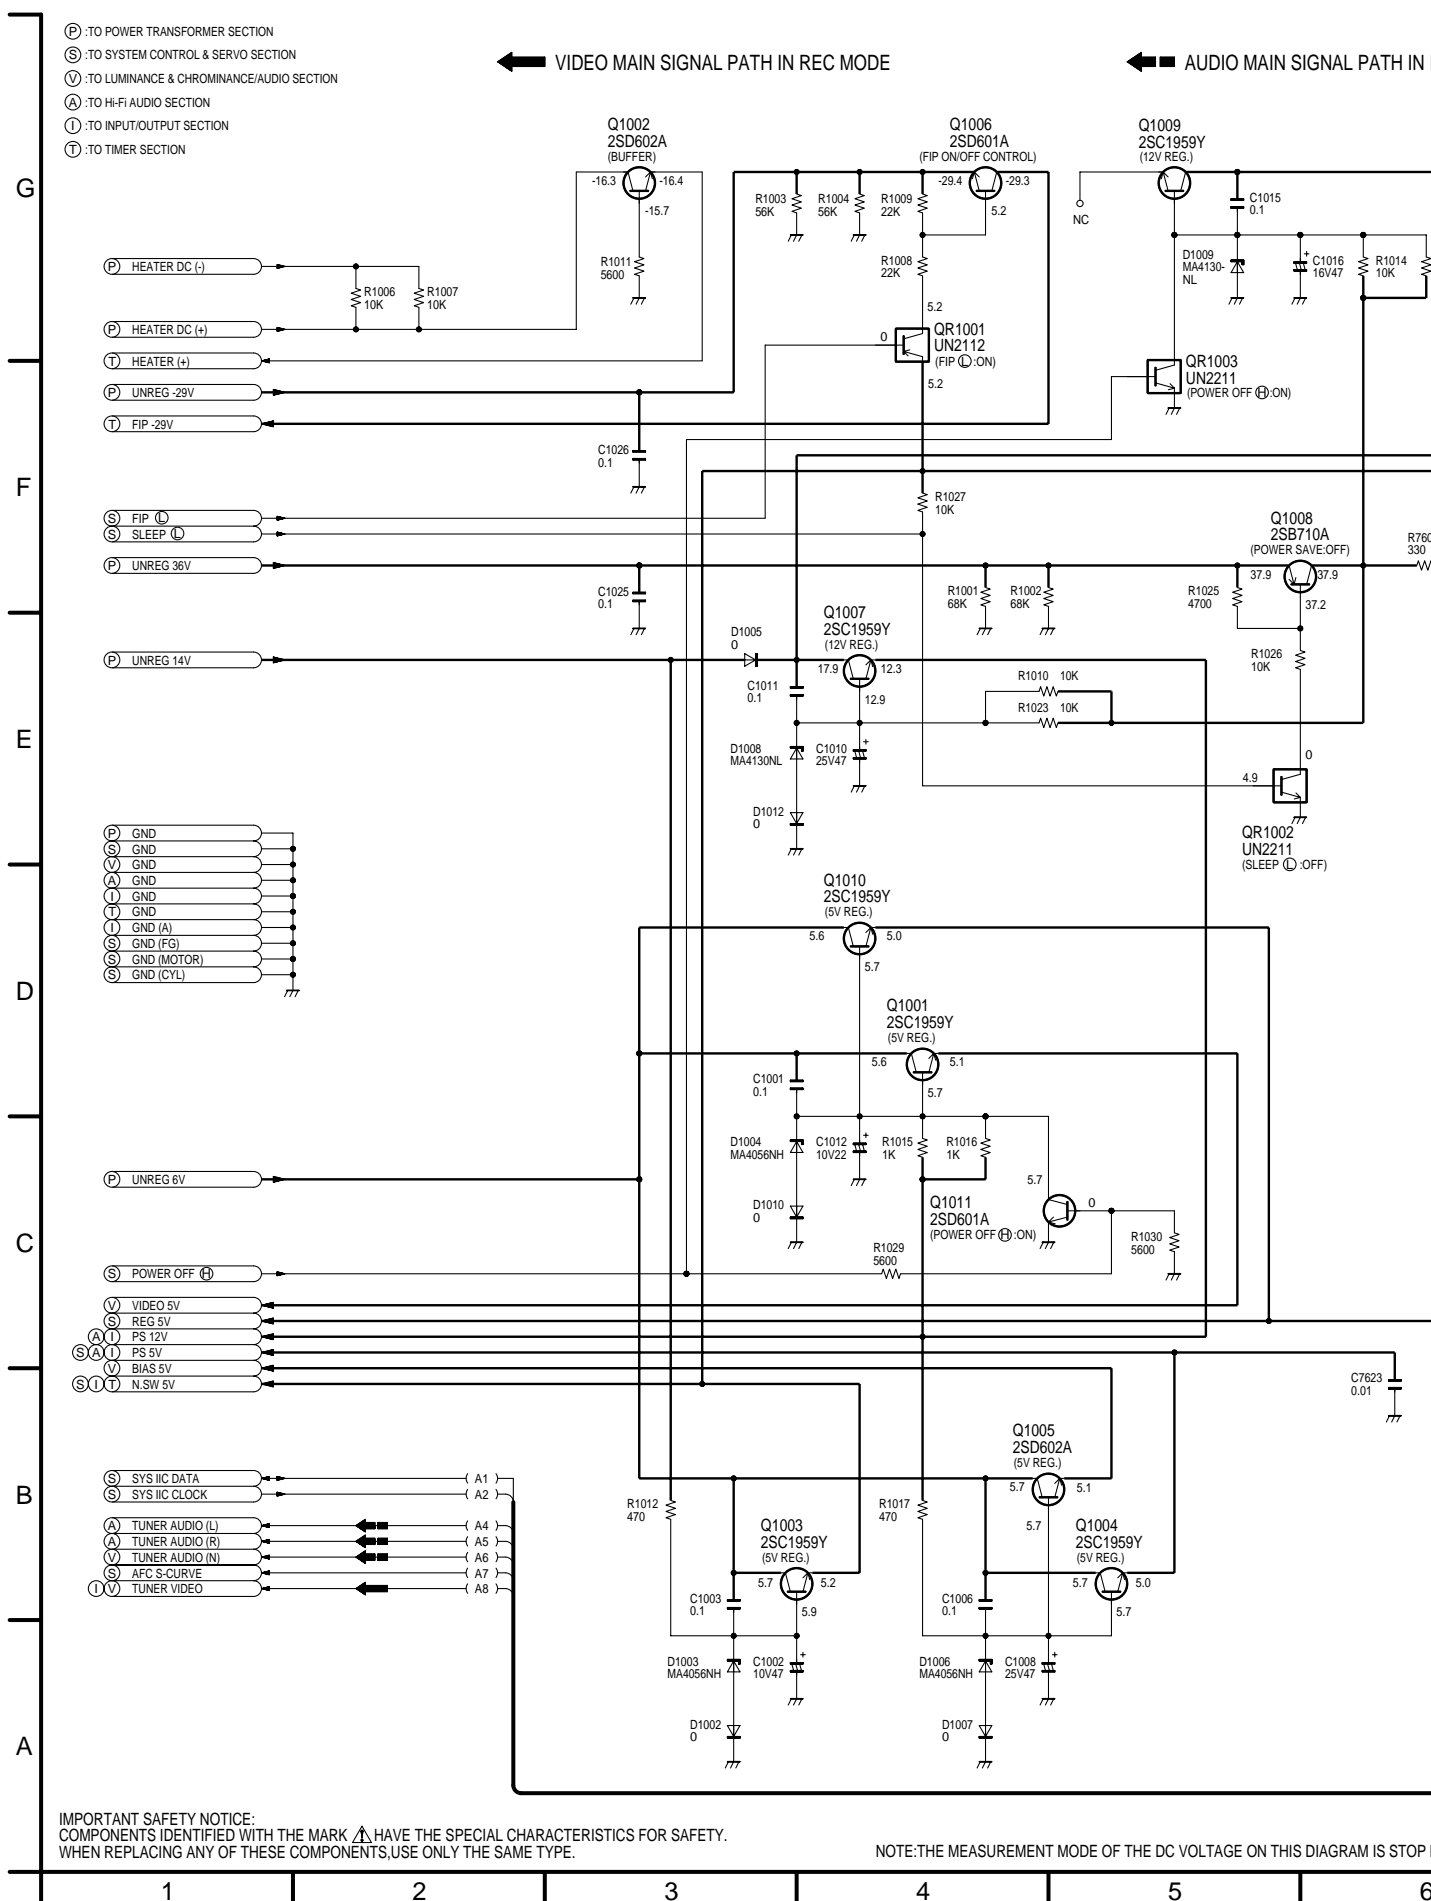 Ⓟ :TO POWER TRANSFORMER SECTION
Ⓢ :TO SYSTEM CONTROL & SERVO SECTION
Ⓥ :TO LUMINANCE & CHROMINANCE/AUDIO SECTION
Ⓐ :TO Hi-Fi AUDIO SECTION
Ⓘ :TO INPUT/OUTPUT SECTION
Ⓣ :TO TIMER SECTION
VIDEO MAIN SIGNAL PATH IN REC MODE
AUDIO MAIN SIGNAL PATH IN
G
Q1002
2SD602A
(BUFFER)
-16.3
-16.4
-15.7
R1011
5600
Q1006
2SD601A
(FIP ON/OFF CONTROL)
-29.4
-29.3
5.2
R1003
56K
R1004
56K
R1009
22K
R1008
22K
5.2
0
QR1001
UN2112
(FIP Ⓛ:ON)
5.2
Q1009
2SC1959Y
(12V REG.)
NC
C1015
0.1
D1009
MA4130-
NL
C1016
16V47
+
R1014
10K
QR1003
UN2211
(POWER OFF Ⓗ:ON)
Ⓟ HEATER DC (-)
R1006
10K
R1007
10K
Ⓟ HEATER DC (+)
Ⓣ HEATER (+)
Ⓟ UNREG -29V
Ⓣ FIP -29V
C1026
0.1
F
R1027
10K
Ⓢ FIP Ⓛ
Ⓢ SLEEP Ⓛ
Ⓟ UNREG 36V
C1025
0.1
R1001
68K
R1002
68K
Q1008
2SB710A
(POWER SAVE:OFF)
37.9
37.9
37.2
R1025
4700
R760
330
R1026
10K
Ⓟ UNREG 14V
D1005
0
Q1007
2SC1959Y
(12V REG.)
17.9
12.3
12.9
C1011
0.1
R1010 10K
R1023 10K
E
D1008
MA4130NL
C1010
25V47
+
D1012
0
0
4.9
QR1002
UN2211
(SLEEP Ⓛ :OFF)
Ⓟ GND
Ⓢ GND
Ⓥ GND
Ⓐ GND
Ⓘ GND
Ⓣ GND
Ⓘ GND (A)
Ⓢ GND (FG)
Ⓢ GND (MOTOR)
Ⓢ GND (CYL)
D
Q1010
2SC1959Y
(5V REG.)
5.6
5.0
5.7
Q1001
2SC1959Y
(5V REG.)
5.6
5.1
5.7
C1001
0.1
D1004
MA4056NH
C1012
10V22
+
R1015
1K
R1016
1K
D1010
0
Ⓟ UNREG 6V
5.7
Q1011
2SD601A
(POWER OFF Ⓗ:ON)
0
R1030
5600
R1029
5600
C
Ⓢ POWER OFF Ⓗ
Ⓥ VIDEO 5V
Ⓢ REG 5V
ⒶⒾ PS 12V
ⓈⒶⒾ PS 5V
Ⓥ BIAS 5V
ⓈⒾⓉ N.SW 5V
C7623
0.01
B
Ⓢ SYS IIC DATA
A1
Ⓢ SYS IIC CLOCK
A2
Ⓐ TUNER AUDIO (L)
A4
Ⓐ TUNER AUDIO (R)
A5
Ⓥ TUNER AUDIO (N)
A6
Ⓢ AFC S-CURVE
A7
ⒾⓋ TUNER VIDEO
A8
R1012
470
Q1003
2SC1959Y
(5V REG.)
5.7
5.2
5.9
C1003
0.1
D1003
MA4056NH
C1002
10V47
+
D1002
0
R1017
470
Q1005
2SD602A
(5V REG.)
5.7
5.1
5.7
Q1004
2SC1959Y
(5V REG.)
5.7
5.0
5.7
C1006
0.1
D1006
MA4056NH
C1008
25V47
+
D1007
0
A
IMPORTANT SAFETY NOTICE:
COMPONENTS IDENTIFIED WITH THE MARK ⚠ HAVE THE SPECIAL CHARACTERISTICS FOR SAFETY.
WHEN REPLACING ANY OF THESE COMPONENTS,USE ONLY THE SAME TYPE.
NOTE:THE MEASUREMENT MODE OF THE DC VOLTAGE ON THIS DIAGRAM IS STOP
1 2 3 4 5 6